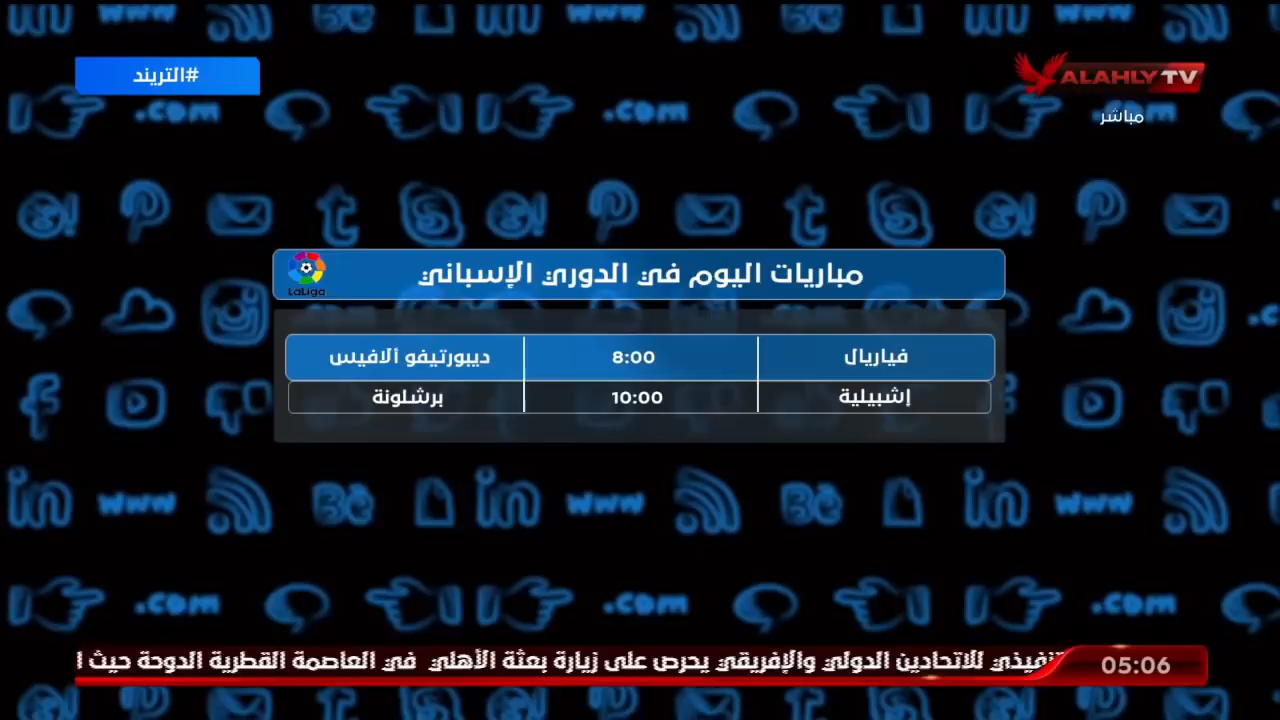 #التريند
ALAHLY TV
مباشر
مباريات اليوم في الدوري الإسباني
LaLiga
فياريال 8:00 ديبورتيفو ألافيس
إشبيلية 10:00 برشلونة
تنفيذي للاتحادين الدولي والإفريقي يحرص على زيارة بعثة الأهلي في العاصمة القطرية الدوحة حيث ا
05:06